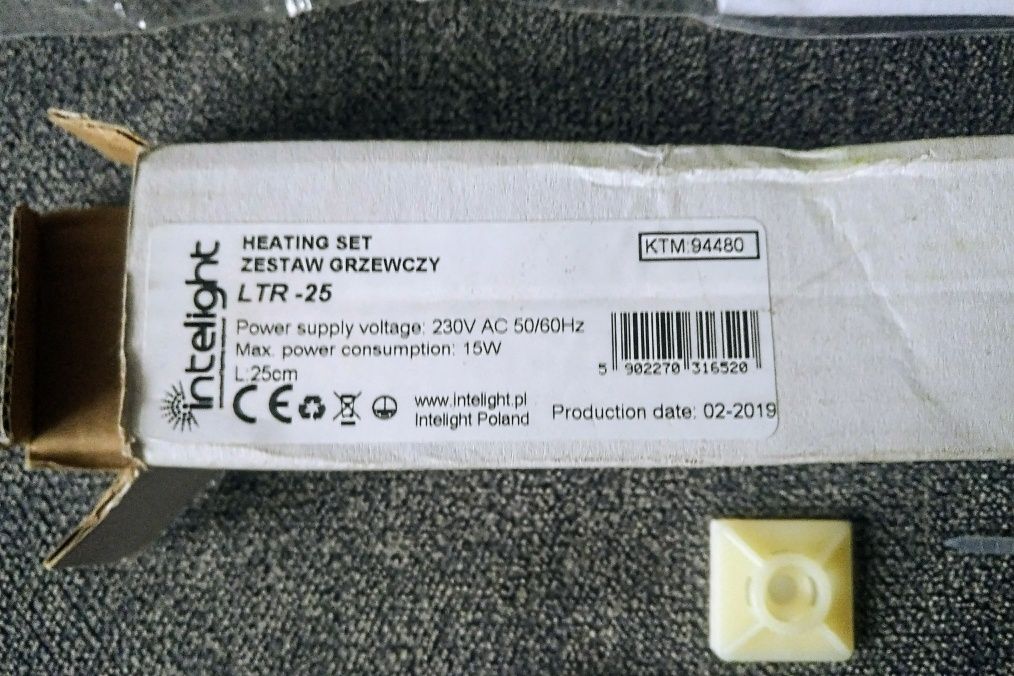 intelight
HEATING SET
ZESTAW GRZEWCZY
LTR -25
KTM:94480
Power supply voltage: 230V AC 50/60Hz
Max. power consumption: 15W
L:25cm
5 902270 316520
CE
www.intelight.pl
Intelight Poland
Production date: 02-2019